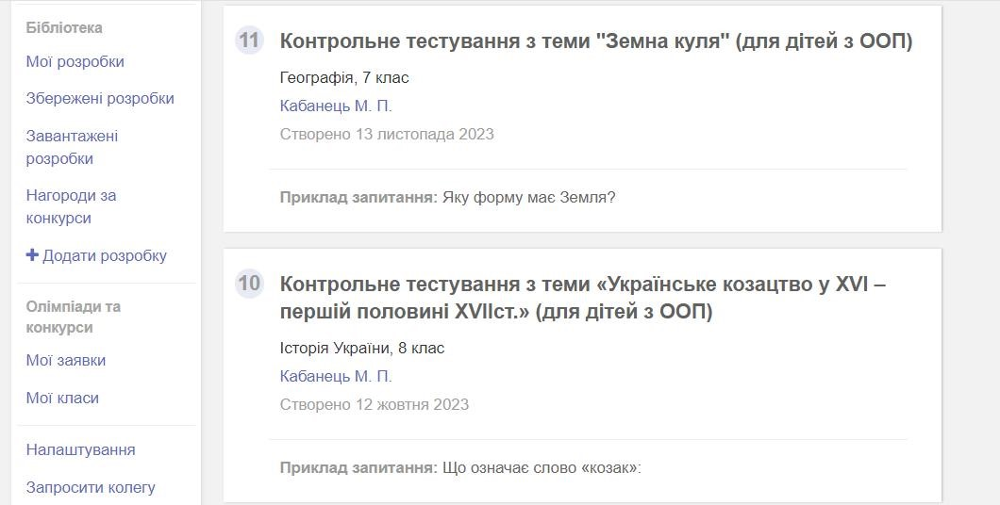 Бібліотека
Мої розробки
Збережені розробки
Завантажені
розробки
Нагороди за
конкурси
Додати розробку
Олімпіади та
конкурси
Мої заявки
Мої класи
Налаштування
Запросити колегу
11
Контрольне тестування з теми "Земна куля" (для дітей з ООП)
Географія, 7 клас
Кабанець М. П.
Створено 13 листопада 2023
Приклад запитання: Яку форму має Земля?
10
Контрольне тестування з теми «Українське козацтво у XVI –
першій половині XVIIст.» (для дітей з ООП)
Історія України, 8 клас
Кабанець М. П.
Створено 12 жовтня 2023
Приклад запитання: Що означає слово «козак»: